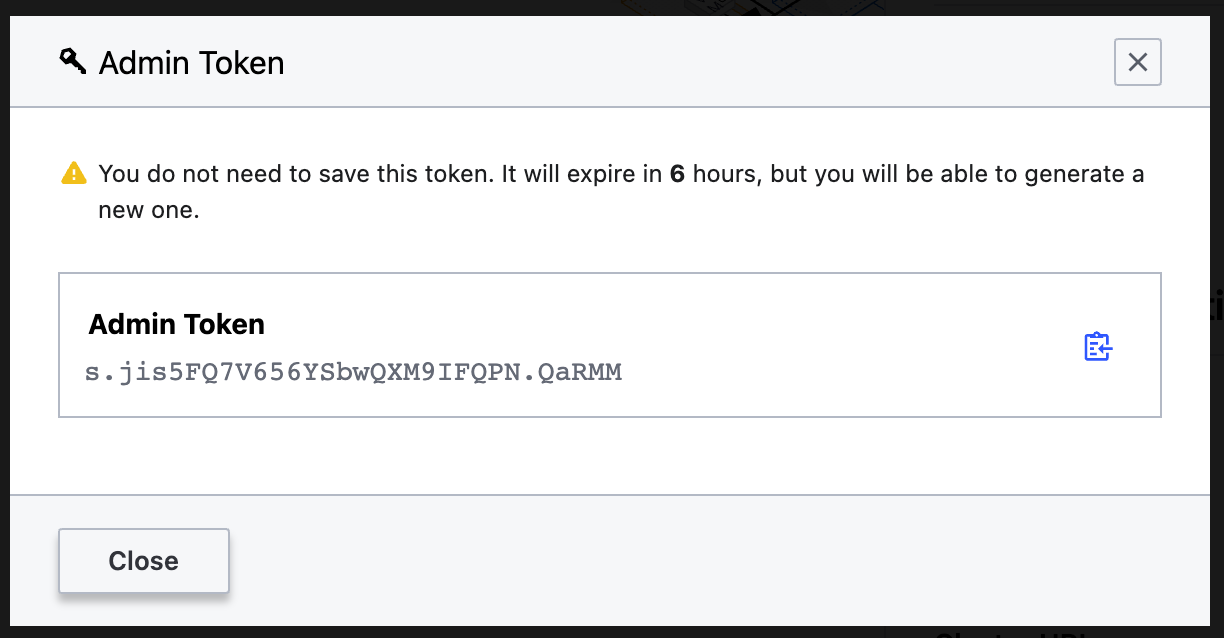 Admin Token
You do not need to save this token. It will expire in 6 hours, but you will be able to generate a
new one.
Admin Token
s.jis5FQ7V656YSbwQXM9IFQPN.QaRMM
Close